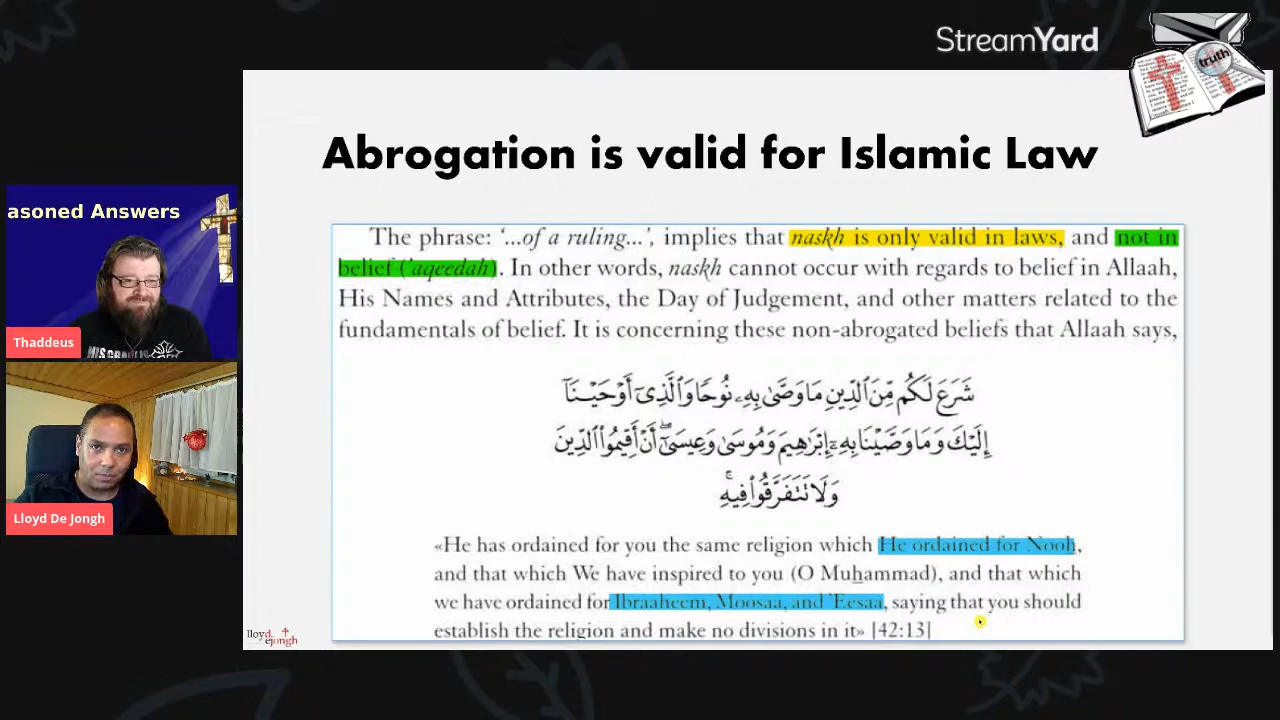 StreamYard
truth
Abrogation is valid for Islamic Law
The phrase: ‘...of a ruling...’, implies that naskh is only valid in laws, and not in
belief (’aqeedah). In other words, naskh cannot occur with regards to belief in Allaah,
His Names and Attributes, the Day of Judgement, and other matters related to the
fundamentals of belief. It is concerning these non-abrogated beliefs that Allaah says,
شَرَعَ لَكُم مِّنَ ٱلدِّينِ مَا وَصَّىٰ بِهِۦ نُوحًا وَٱلَّذِىٓ أَوْحَيْنَآ
إِلَيْكَ وَمَا وَصَّيْنَا بِهِۦٓ إِبْرَٰهِيمَ وَمُوسَىٰ وَعِيسَىٰٓ ۖ أَنْ أَقِيمُوا۟ ٱلدِّينَ
وَلَا تَتَفَرَّقُوا۟ فِيهِ ۚ
«He has ordained for you the same religion which He ordained for Nooh,
and that which We have inspired to you (O Muhammad), and that which
we have ordained for Ibraaheem, Moosaa, and ’Eesaa, saying that you should
establish the religion and make no divisions in it» [42:13]
lloyd
ejongh
asoned Answers
Thaddeus
Lloyd De Jongh